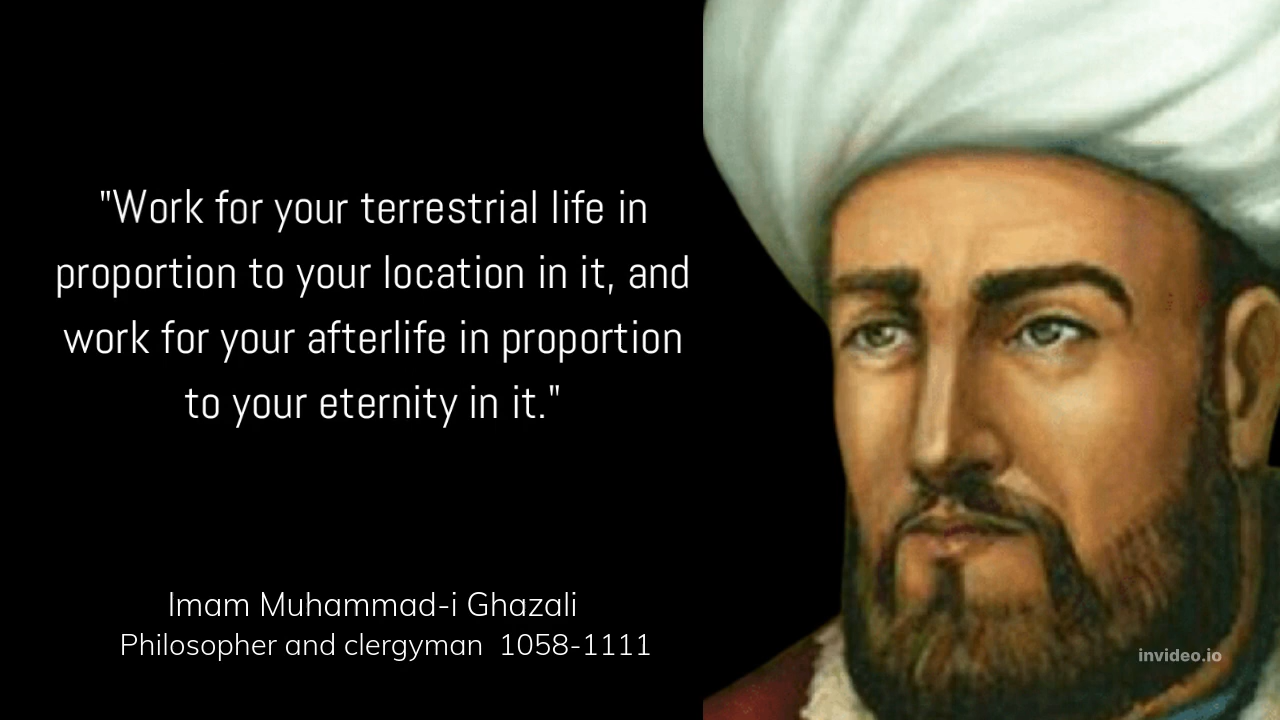 "Work for your terrestrial life in
proportion to your location in it, and
work for your afterlife in proportion
to your eternity in it."
Imam Muhammad-i Ghazali
Philosopher and clergyman 1058-1111
invideo.io